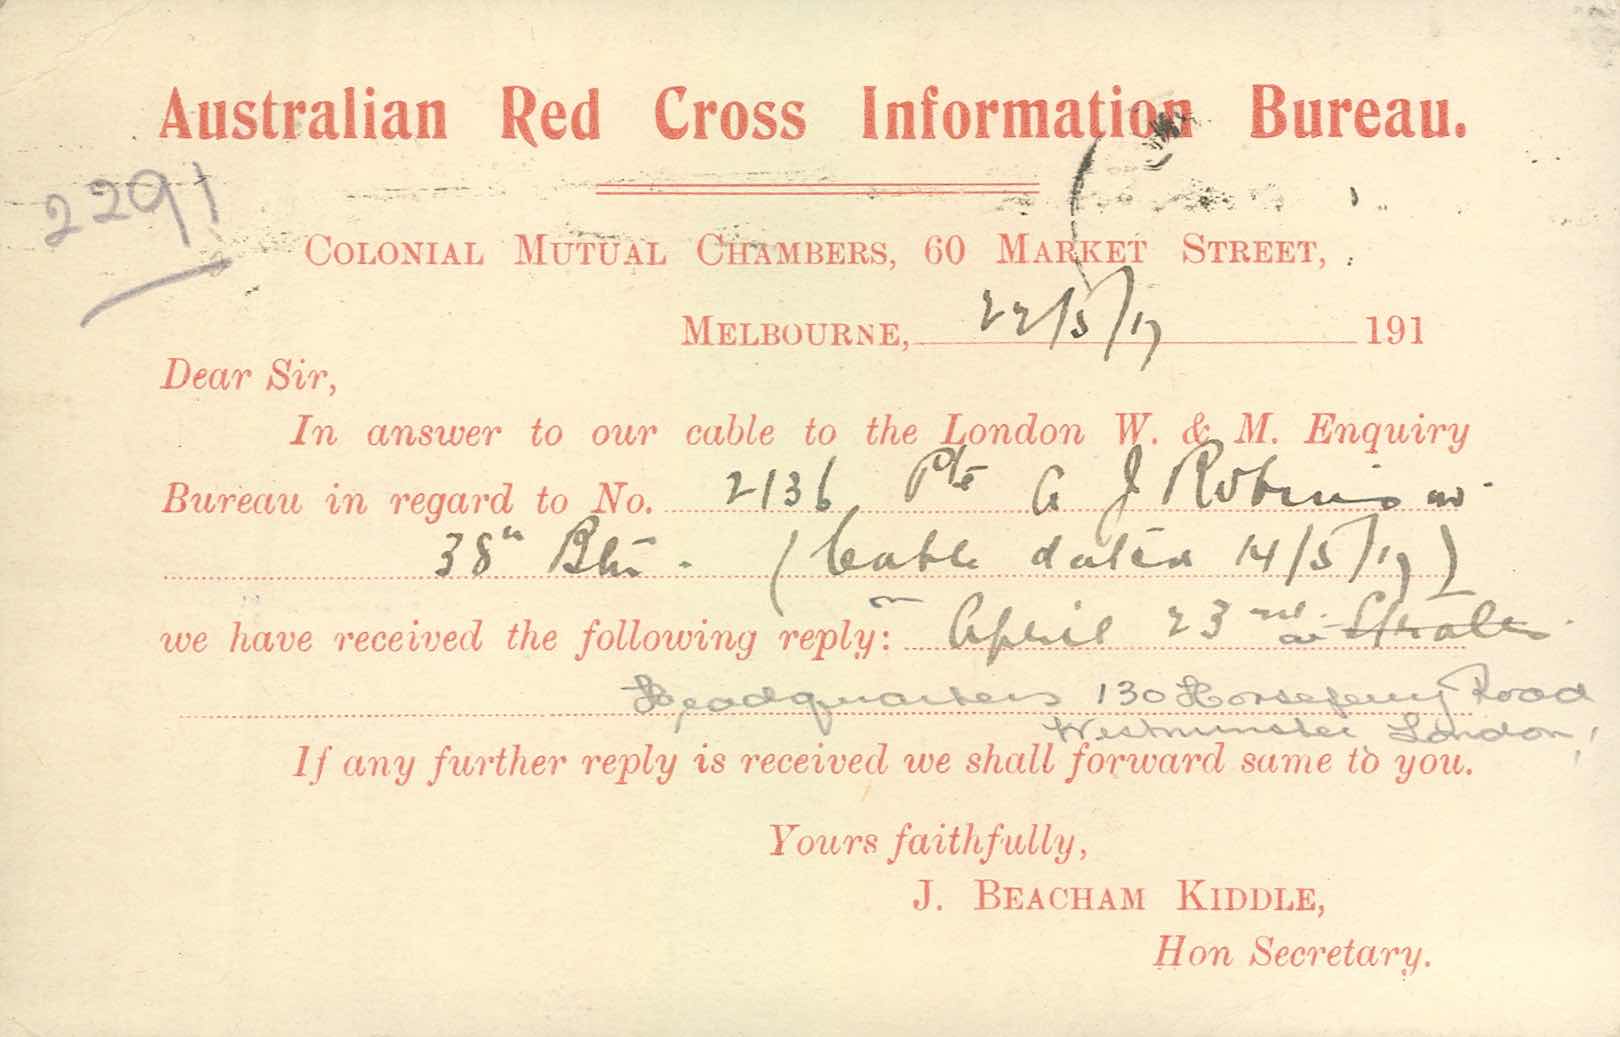 Australian Red Cross Information Bureau.
2291
COLONIAL MUTUAL CHAMBERS, 60 MARKET STREET,
MELBOURNE, 22/5/17 191
Dear Sir,
In answer to our cable to the London W. & M. Enquiry
Bureau in regard to No. 2136 Pte A J Robinson
38th Btn. (Cable dated 14/5/17)
we have received the following reply: on April 23rd at
Headquarters 130 Horseferry Road
Westminster London,
If any further reply is received we shall forward same to you.
Yours faithfully,
J. BEACHAM KIDDLE,
Hon Secretary.